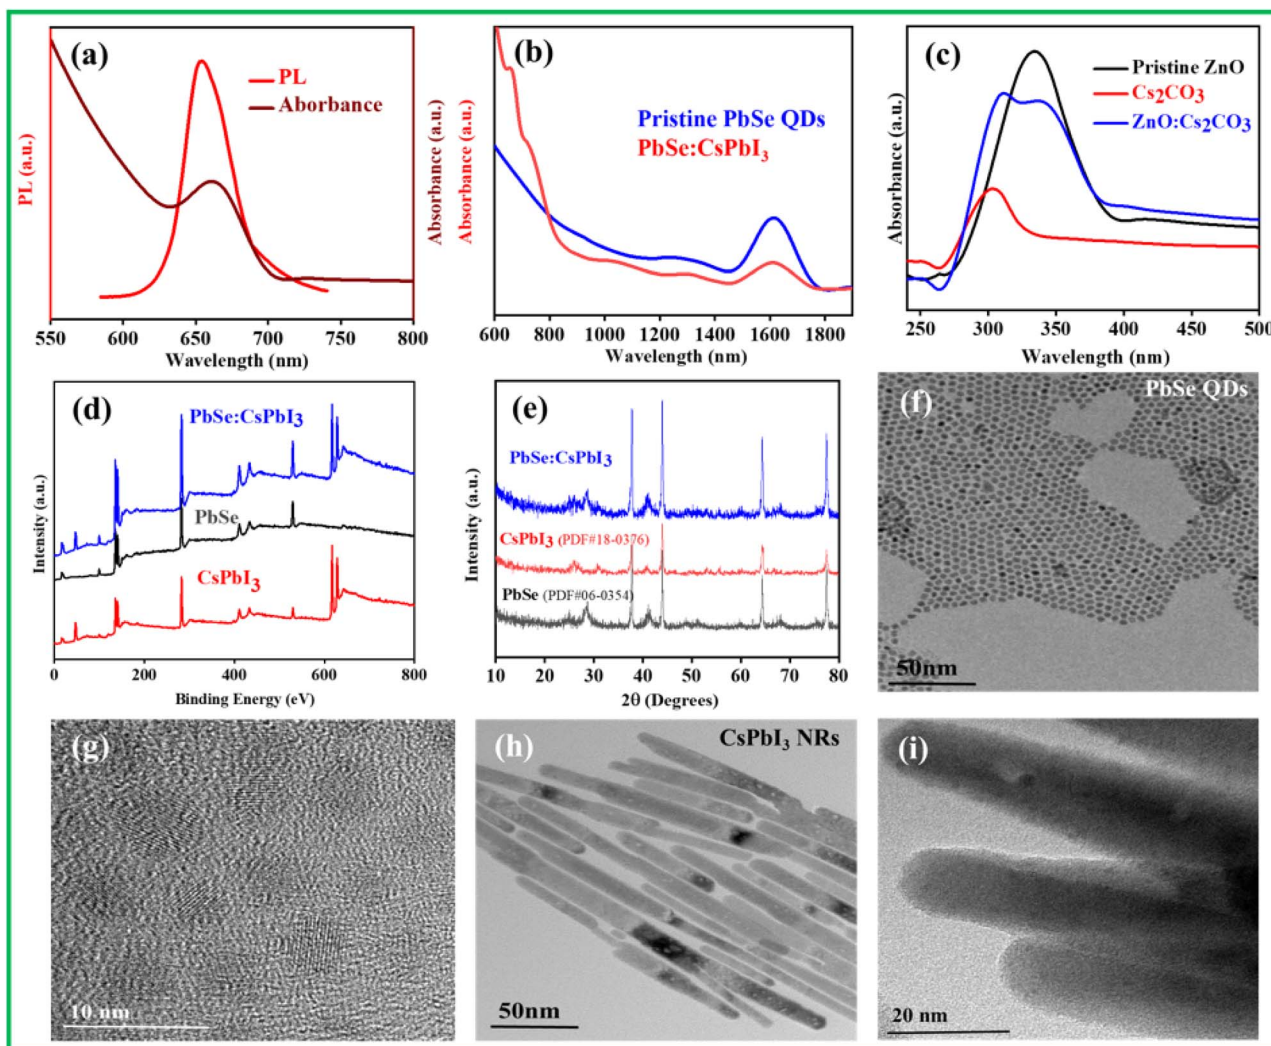 (a)
PL
Aborbance
PL (a.u.)
Absorbance (a.u.)
550 600 650 700 750 800
Wavelength (nm)
(b)
Pristine PbSe QDs
PbSe:CsPbI3
Absorbance (a.u.)
600 800 1000 1200 1400 1600 1800
Wavelength (nm)
(c)
Pristine ZnO
Cs2CO3
ZnO:Cs2CO3
Absorbance (a.u.)
250 300 350 400 450 500
Wavelength (nm)
(d)
PbSe:CsPbI3
PbSe
CsPbI3
Intensity (a.u.)
0 200 400 600 800
Binding Energy (eV)
(e)
PbSe:CsPbI3
CsPbI3 (PDF#18-0376)
PbSe (PDF#06-0354)
Intensity (a.u.)
10 20 30 40 50 60 70 80
2θ (Degrees)
(f)
PbSe QDs
50nm
(g)
10 nm
(h)
CsPbI3 NRs
50nm
(i)
20 nm